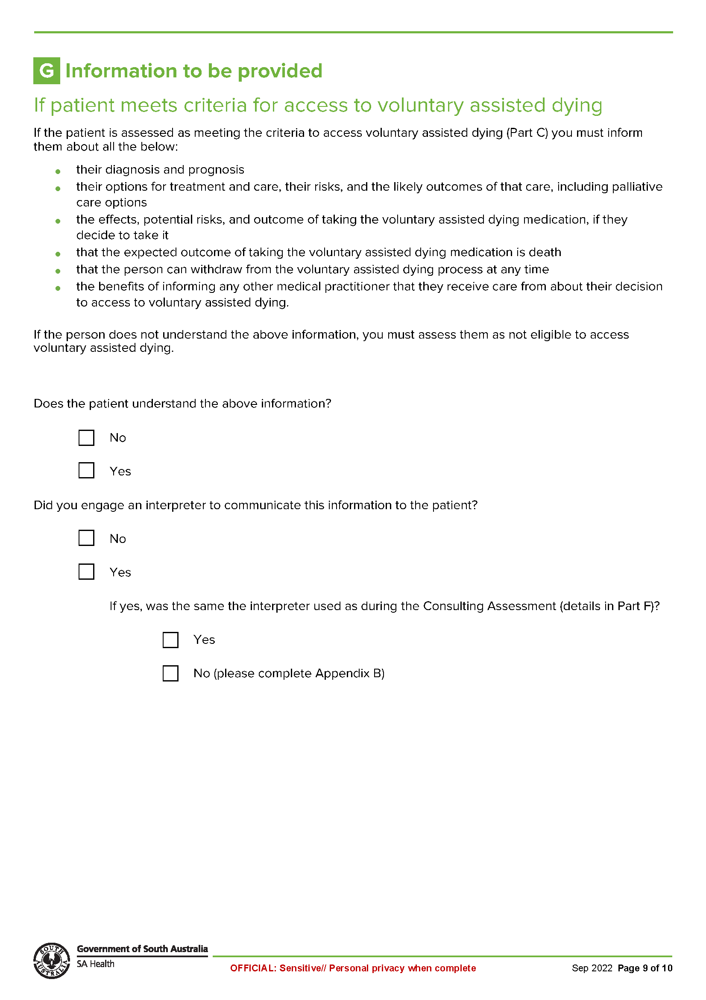 G Information to be provided
If patient meets criteria for access to voluntary assisted dying
If the patient is assessed as meeting the criteria to access voluntary assisted dying (Part C) you must inform
them about all the below:
• their diagnosis and prognosis
• their options for treatment and care, their risks, and the likely outcomes of that care, including palliative
care options
• the effects, potential risks, and outcome of taking the voluntary assisted dying medication, if they
decide to take it
• that the expected outcome of taking the voluntary assisted dying medication is death
• that the person can withdraw from the voluntary assisted dying process at any time
• the benefits of informing any other medical practitioner that they receive care from about their decision
to access to voluntary assisted dying.
If the person does not understand the above information, you must assess them as not eligible to access
voluntary assisted dying.
Does the patient understand the above information?
No
Yes
Did you engage an interpreter to communicate this information to the patient?
No
Yes
If yes, was the same the interpreter used as during the Consulting Assessment (details in Part F)?
Yes
No (please complete Appendix B)
SOUTH AUSTRALIA
Government of South Australia
SA Health
OFFICIAL: Sensitive// Personal privacy when complete
Sep 2022 Page 9 of 10